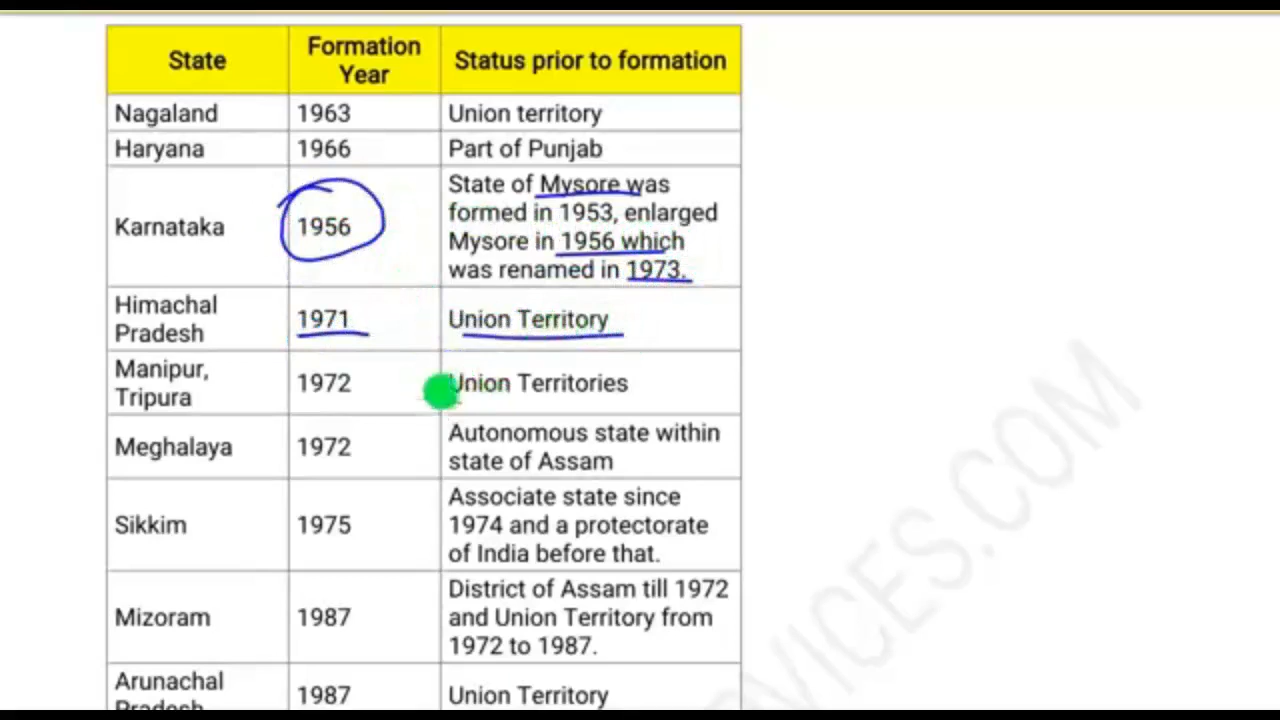 State
Formation
Year
Status prior to formation
Nagaland
1963
Union territory
Haryana
1966
Part of Punjab
Karnataka
1956
State of Mysore was
formed in 1953, enlarged
Mysore in 1956 which
was renamed in 1973.
Himachal
Pradesh
1971
Union Territory
Manipur,
Tripura
1972
Union Territories
Meghalaya
1972
Autonomous state within
state of Assam
Sikkim
1975
Associate state since
1974 and a protectorate
of India before that.
Mizoram
1987
District of Assam till 1972
and Union Territory from
1972 to 1987.
Arunachal
Pradesh
1987
Union Territory
VICES.COM